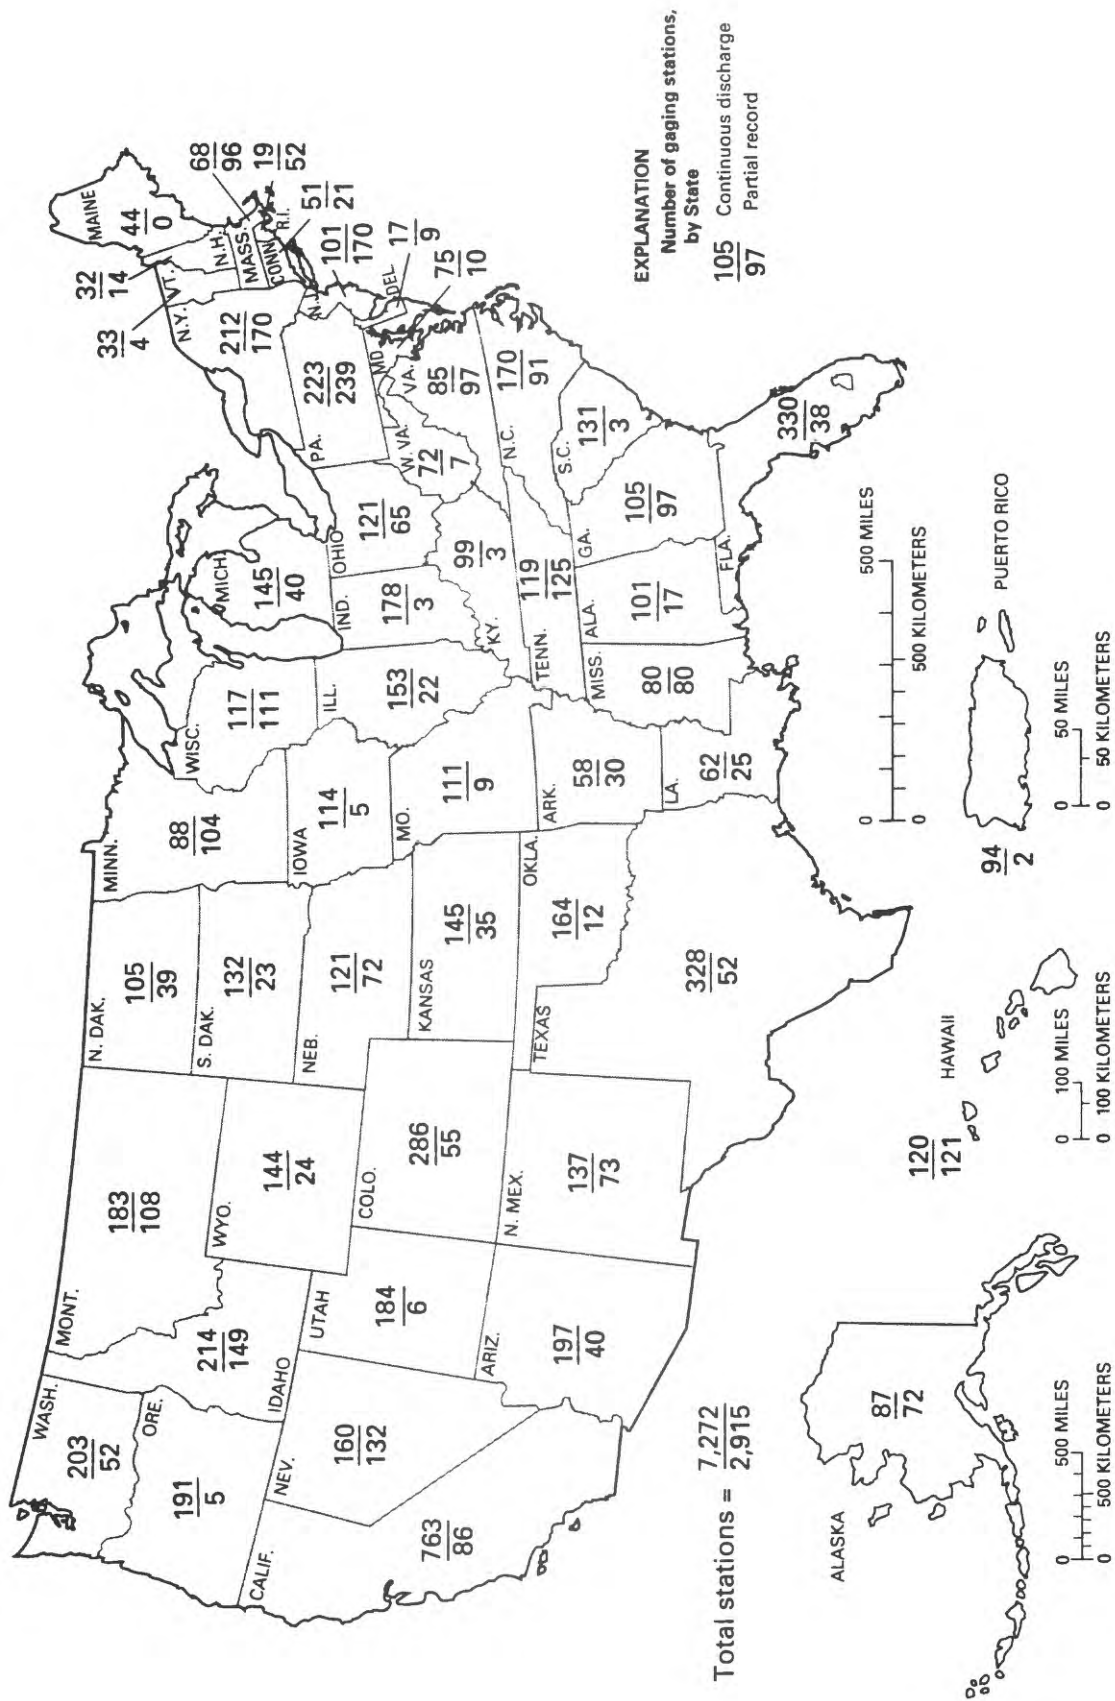 WASH.
203
52
ORE.
191
5
CALIF.
763
86
NEV.
160
132
IDAHO
214
149
MONT.
183
108
WYO.
144
24
UTAH
184
6
ARIZ.
197
40
COLO.
286
55
N. MEX.
137
73
N. DAK.
105
39
S. DAK.
132
23
NEB.
121
72
KANSAS
145
35
OKLA.
164
12
TEXAS
328
52
MINN.
88
104
IOWA
114
5
MO.
111
9
ARK.
58
30
LA.
62
25
WISC.
117
111
ILL.
153
22
MICH.
145
40
IND.
178
3
OHIO
121
65
KY.
99
3
TENN.
119
125
MISS.
80
80
ALA.
101
17
GA.
105
97
FLA.
330
38
S.C.
131
3
N.C.
170
91
VA.
85
97
W. VA.
72
7
PA.
223
239
N.Y.
212
170
VT.
33
4
N.H.
32
14
MAINE
44
0
MASS.
68
96
R.I.
19
52
CONN.
51
21
N.J.
101
170
DEL.
17
9
MD.
75
10
EXPLANATION
Number of gaging stations,
by State
105 Continuous discharge
97 Partial record
Total stations = 7,272
2,915
ALASKA
87
72
0 500 MILES
0 500 KILOMETERS
HAWAII
120
121
0 100 MILES
0 100 KILOMETERS
PUERTO RICO
94
2
0 50 MILES
0 50 KILOMETERS
0 500 MILES
0 500 KILOMETERS